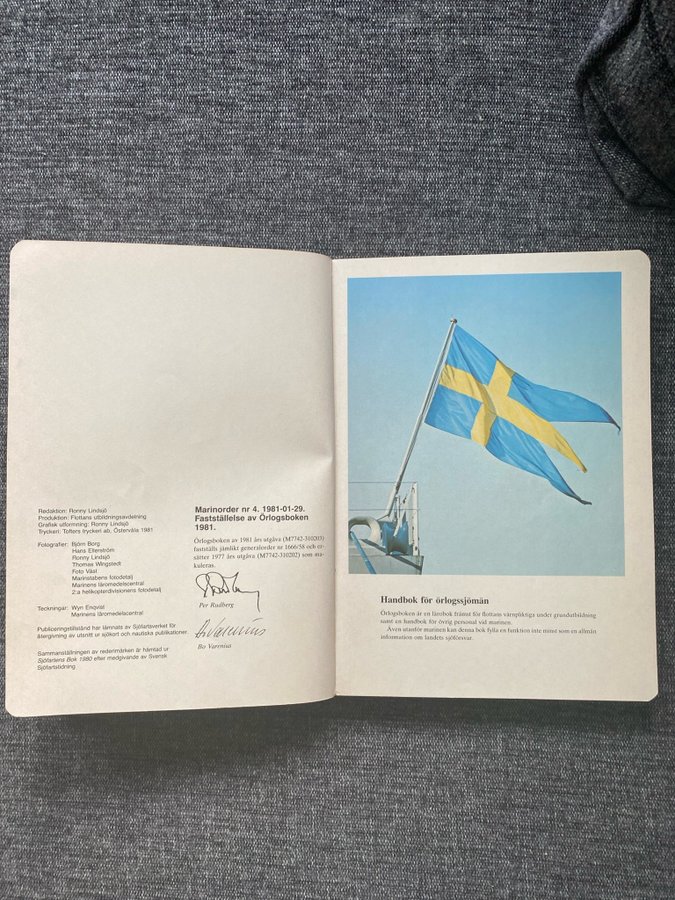 Redaktion: Ronny Lindsjö
Produktion: Flottans utbildningsavdelning
Grafisk utformning: Ronny Lindsjö
Tryckeri: Tofters tryckeri ab, Östervåla 1981
Fotografier: Björn Borg
Hans Ellerström
Ronny Lindsjö
Thomas Wingstedt
Foto Väst
Marinstabens fotodetalj
Marinens läromedelscentral
2:a helikopterdivisionens fotodetalj
Teckningar: Wyn Enqvist
Marinens läromedelscentral
Publiceringstillstånd har lämnats av Sjöfartsverket för
återgivning av utsnitt ur sjökort och nautiska publikationer.
Sammanställningen av rederimärken är hämtad ur
Sjöfartens Bok 1980 efter medgivande av Svensk
Sjöfartstidning
Marinorder nr 4. 1981-01-29.
Fastställelse av Örlogsboken
1981.
Örlogsboken av 1981 års utgåva (M7742-310203)
fastställs jämlikt generalorder nr 1666/58 och er-
sätter 1977 års utgåva (M7742-310202) som ma-
kuleras.
Per Rudberg
Bo Varenius
Handbok för örlogssjömän
Örlogsboken är en lärobok främst för flottans värnpliktiga under grundutbildning
samt en handbok för övrig personal vid marinen.
Även utanför marinen kan denna bok fylla en funktion inte minst som en allmän
information om landets sjöförsvar.